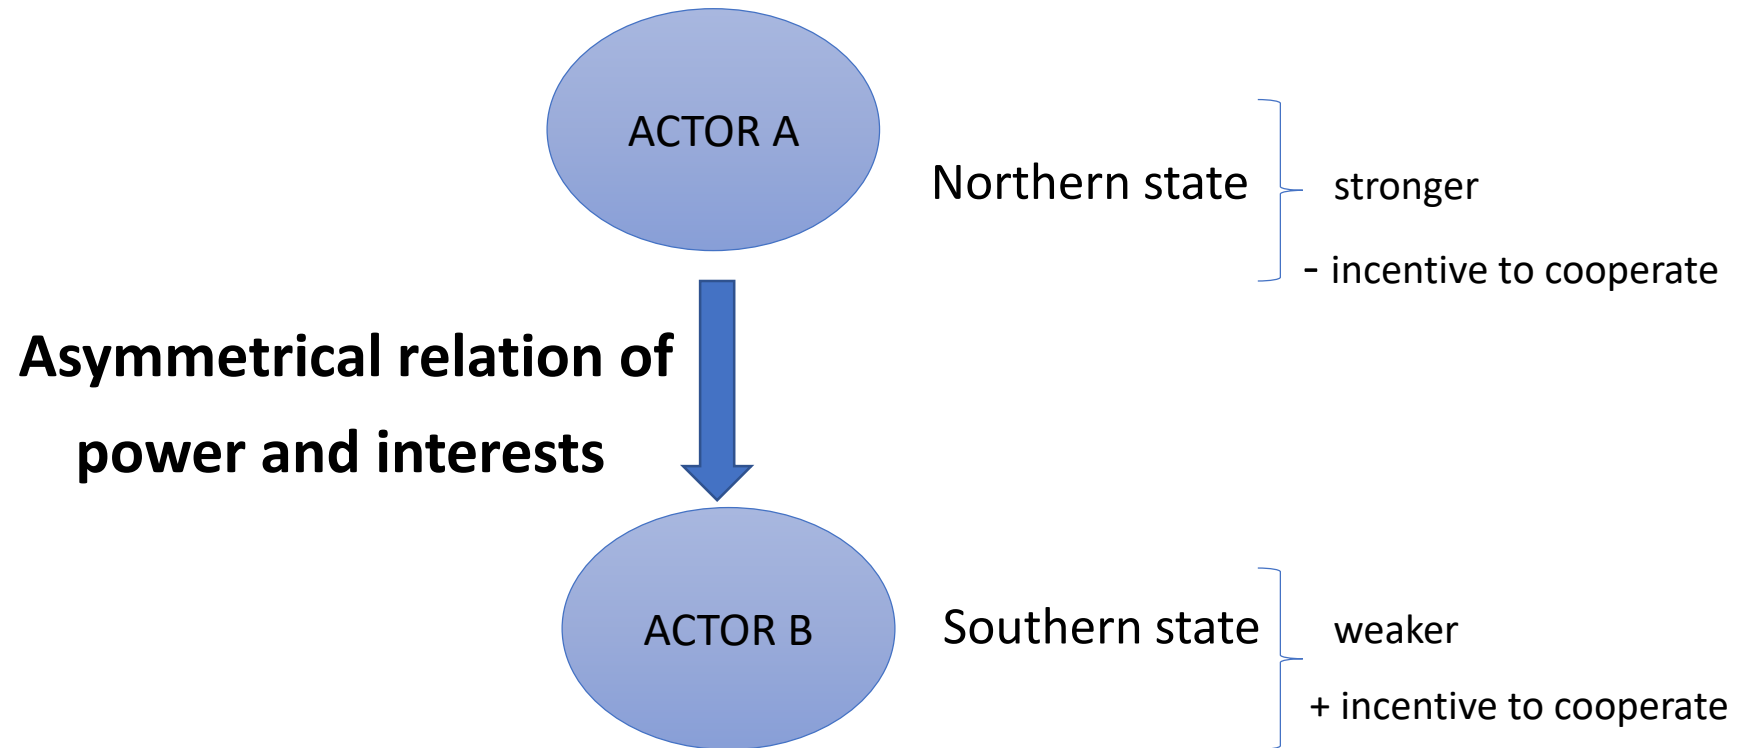 ACTOR A
Northern state
stronger
- incentive to cooperate
Asymmetrical relation of
power and interests
ACTOR B
Southern state
weaker
+ incentive to cooperate